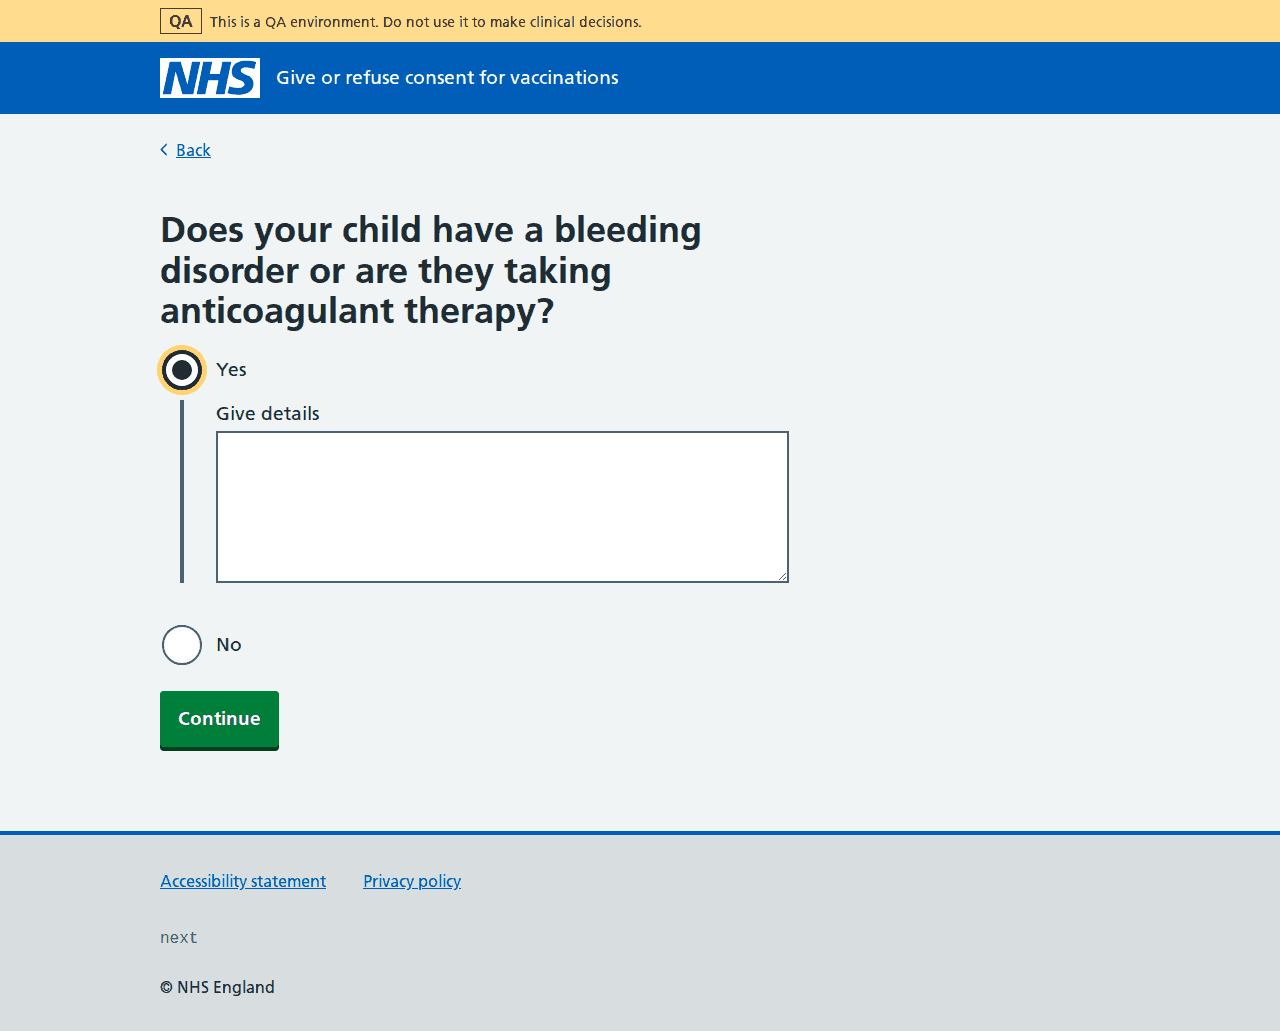 QA This is a QA environment. Do not use it to make clinical decisions.
NHS Give or refuse consent for vaccinations
Back
Does your child have a bleeding
disorder or are they taking
anticoagulant therapy?
Yes
Give details
No
Continue
Accessibility statement Privacy policy
next
© NHS England